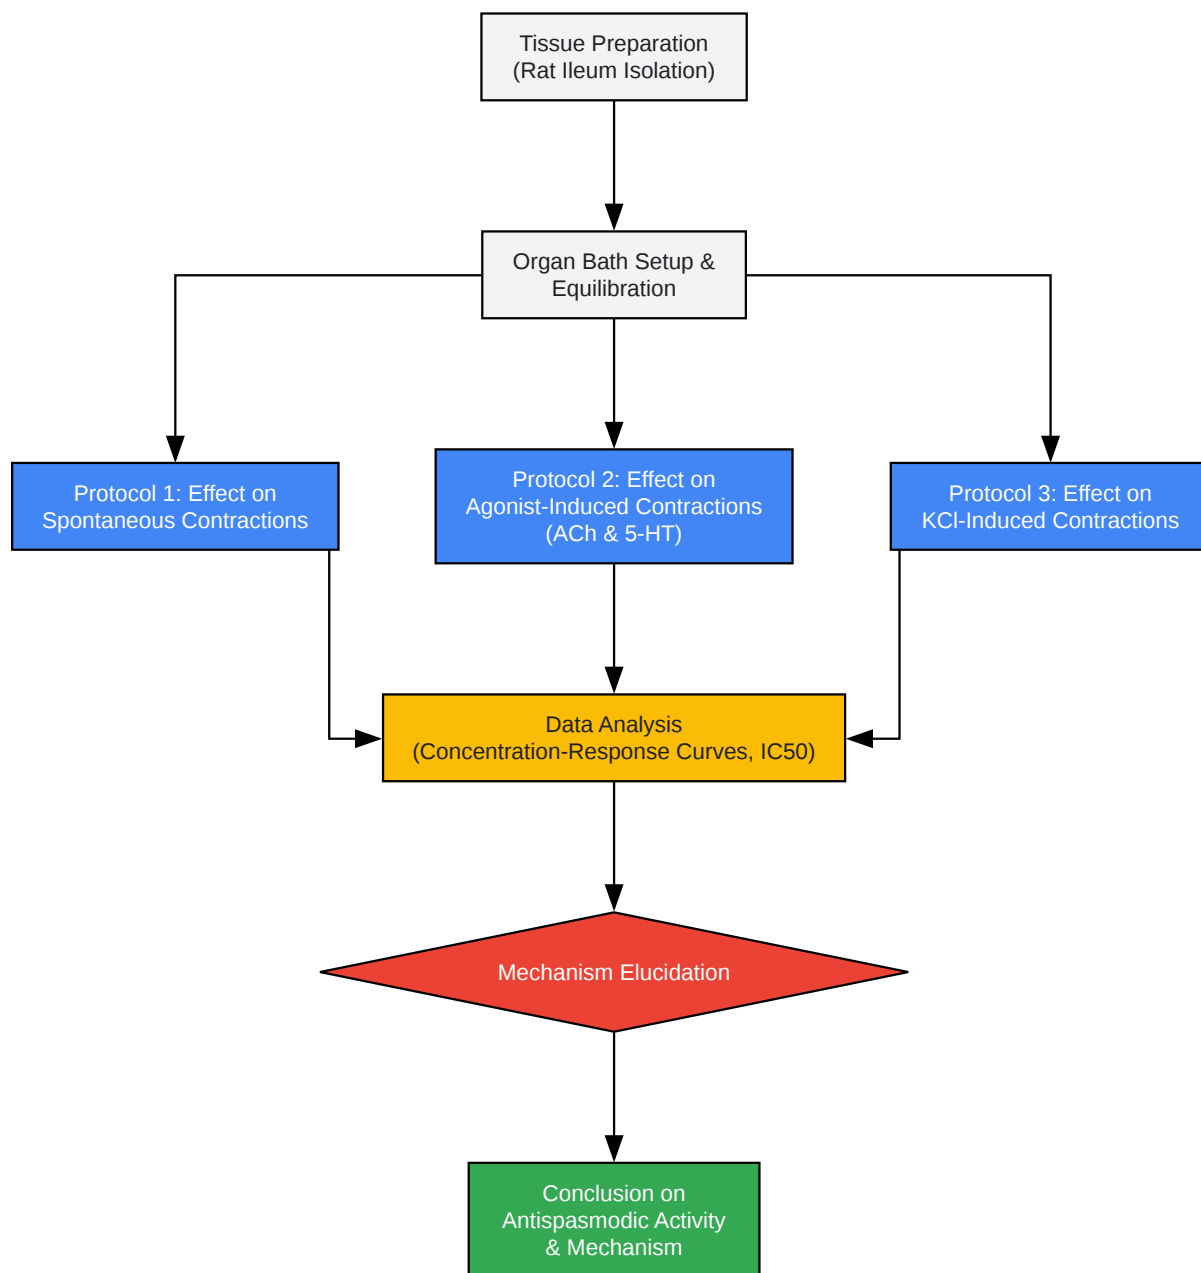 Tissue Preparation
(Rat Ileum Isolation)
Organ Bath Setup &
Equilibration
Protocol 1: Effect on
Spontaneous Contractions
Protocol 2: Effect on
Agonist-Induced Contractions
(ACh & 5-HT)
Protocol 3: Effect on
KCl-Induced Contractions
Data Analysis
(Concentration-Response Curves, IC50)
Mechanism Elucidation
Conclusion on
Antispasmodic Activity
& Mechanism